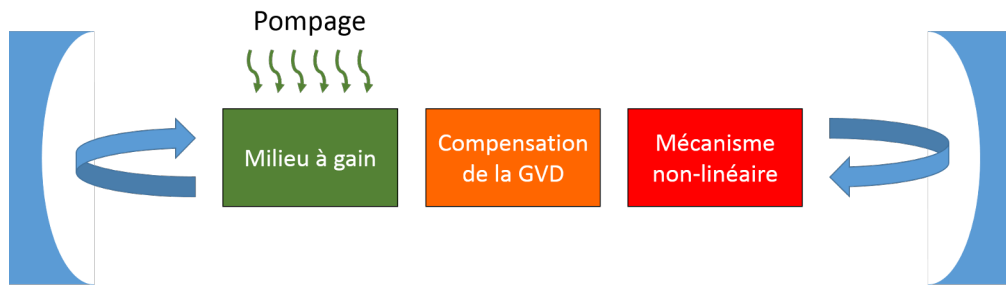 Pompage
Milieu à gain
Compensation
de la GVD
Mécanisme
non-linéaire